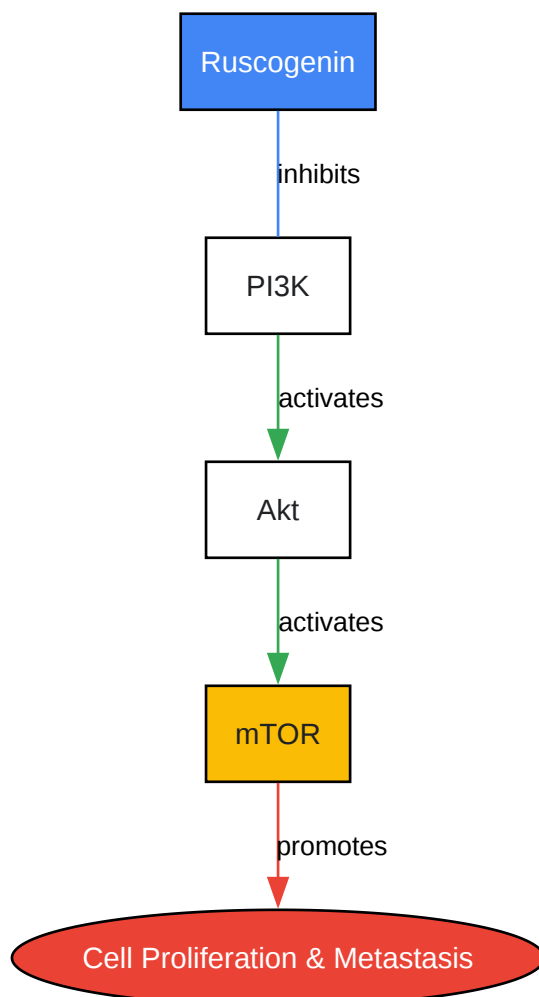 Ruscogenin
inhibits
PI3K
activates
Akt
activates
mTOR
promotes
Cell Proliferation & Metastasis